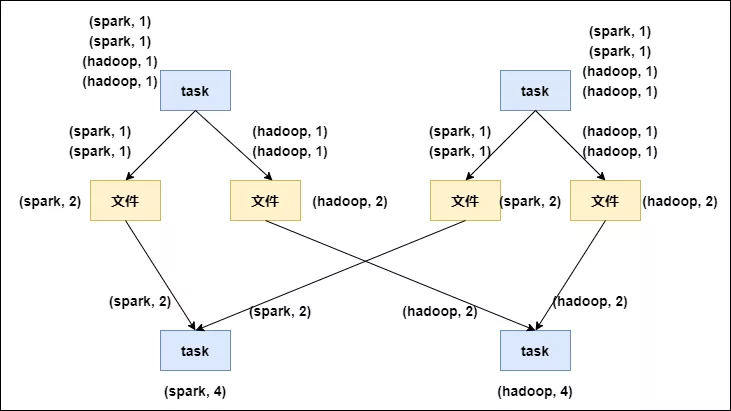 (spark, 1)
(spark, 1)
(hadoop, 1)
(hadoop, 1)
task
(spark, 1)
(spark, 1)
(hadoop, 1)
(hadoop, 1)
task
(spark, 1)
(spark, 1)
(hadoop, 1)
(hadoop, 1)
(spark, 1)
(spark, 1)
(hadoop, 1)
(hadoop, 1)
(spark, 2)
文件
文件
(hadoop, 2)
文件
(spark, 2)
文件
(hadoop, 2)
(spark, 2)
(spark, 2)
(hadoop, 2)
(hadoop, 2)
task
task
(spark, 4)
(hadoop, 4)